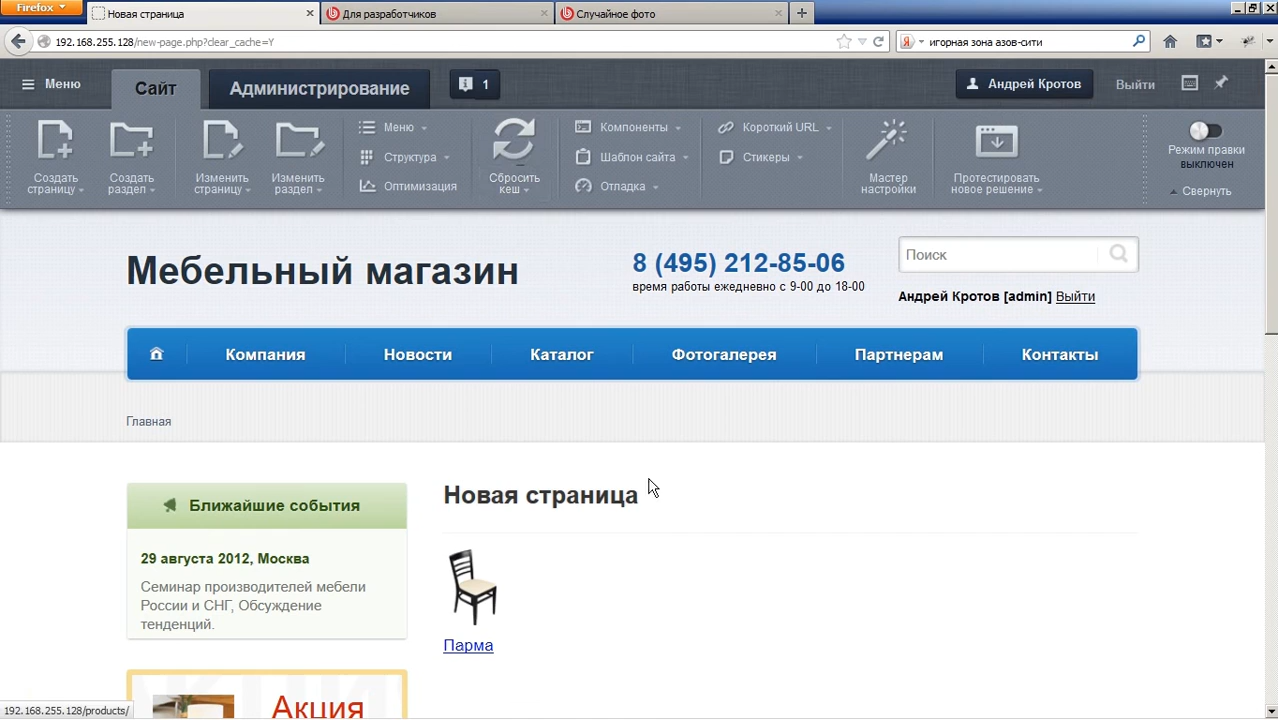 Firefox
Новая страница
Для разработчиков
Случайное фото
192.168.255.128/new-page.php?clear_cache=Y
игорная зона азов-сити
Меню
Сайт
Администрирование
1
Андрей Кротов
Выйти
Создать страницу
Создать раздел
Изменить страницу
Изменить раздел
Меню
Структура
Оптимизация
Сбросить кеш
Компоненты
Шаблон сайта
Отладка
Короткий URL
Стикеры
Мастер настройки
Протестировать новое решение
Режим правки
выключен
Свернуть
Мебельный магазин
8 (495) 212-85-06
время работы ежедневно с 9-00 до 18-00
Поиск
Андрей Кротов [admin] Выйти
Компания Новости Каталог Фотогалерея Партнерам Контакты
Главная
Ближайшие события
29 августа 2012, Москва
Семинар производителей мебели
России и СНГ, Обсуждение
тенденций.
Новая страница
Парма
Акция
192.168.255.128/products/